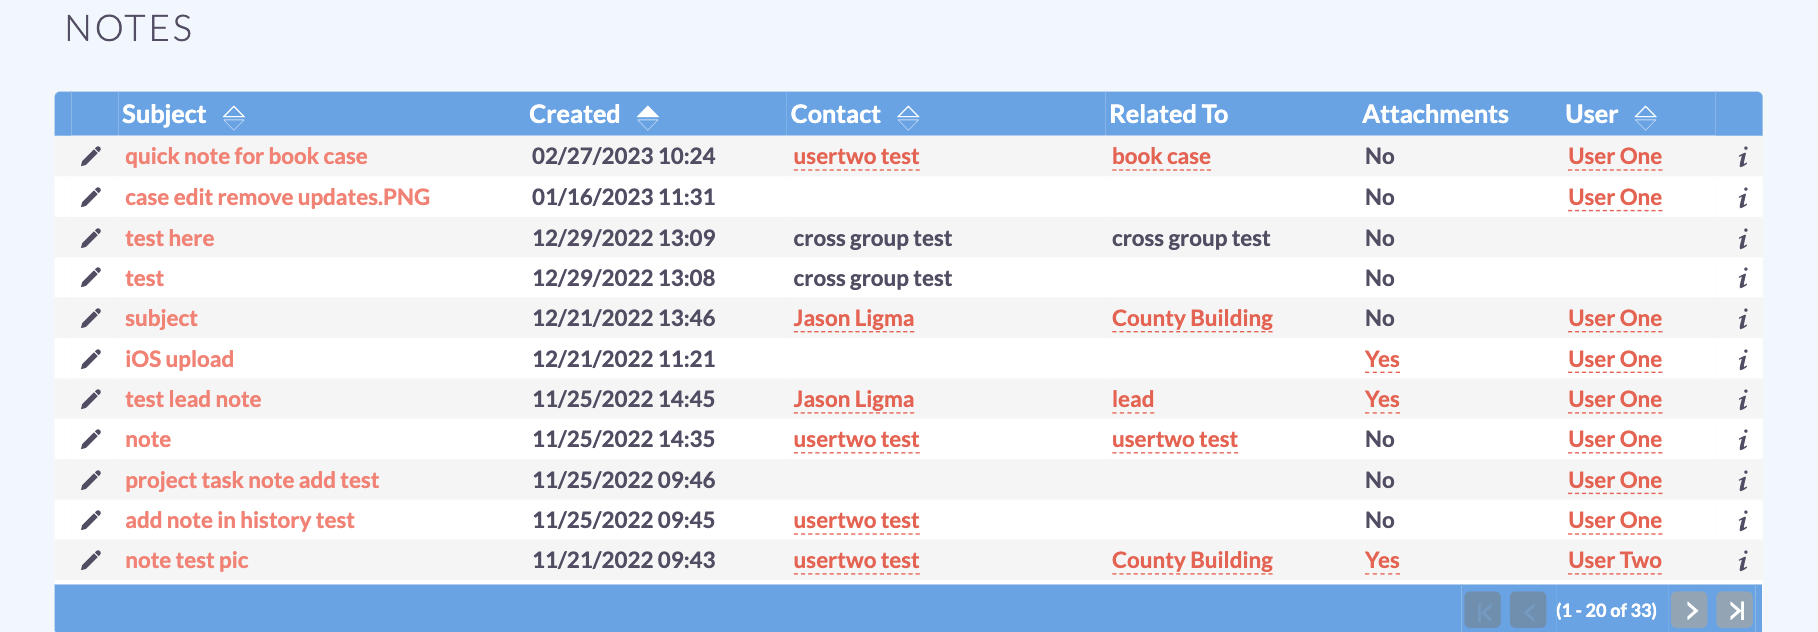 NOTES
Subject Created Contact Related To Attachments User
quick note for book case 02/27/2023 10:24 usertwo test book case No User One i
case edit remove updates.PNG 01/16/2023 11:31 No User One i
test here 12/29/2022 13:09 cross group test cross group test No i
test 12/29/2022 13:08 cross group test No i
subject 12/21/2022 13:46 Jason Ligma County Building No User One i
iOS upload 12/21/2022 11:21 Yes User One i
test lead note 11/25/2022 14:45 Jason Ligma lead Yes User One i
note 11/25/2022 14:35 usertwo test usertwo test No User One i
project task note add test 11/25/2022 09:46 No User One i
add note in history test 11/25/2022 09:45 usertwo test No User One i
note test pic 11/21/2022 09:43 usertwo test County Building Yes User Two i
(1 - 20 of 33)